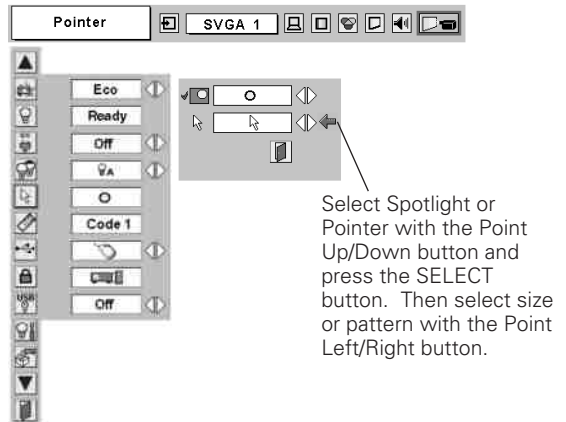 Pointer
SVGA 1
Eco
Ready
Off
A
Code 1
USB
Off
Select Spotlight or
Pointer with the Point
Up/Down button and
press the SELECT
button. Then select size
or pattern with the Point
Left/Right button.